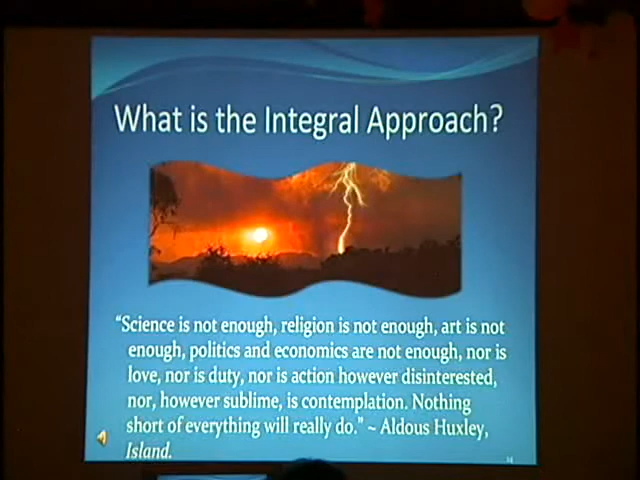 What is the Integral Approach?
“Science is not enough, religion is not enough, art is not
enough, politics and economics are not enough, nor is
love, nor is duty, nor is action however disinterested,
nor, however sublime, is contemplation. Nothing
short of everything will really do.” ~ Aldous Huxley,
Island.